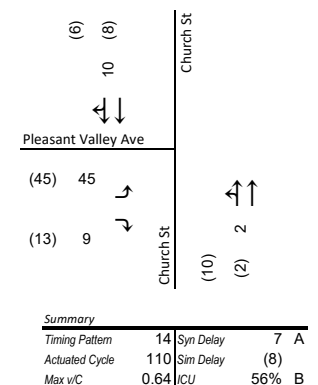 (6) (8)
10
Church St
Pleasant Valley Ave
(45) 45
(13) 9
Church St
2
(10) (2)
Summary
Timing Pattern 14 Syn Delay 7 A
Actuated Cycle 110 Sim Delay (8)
Max v/C 0.64 ICU 56% B